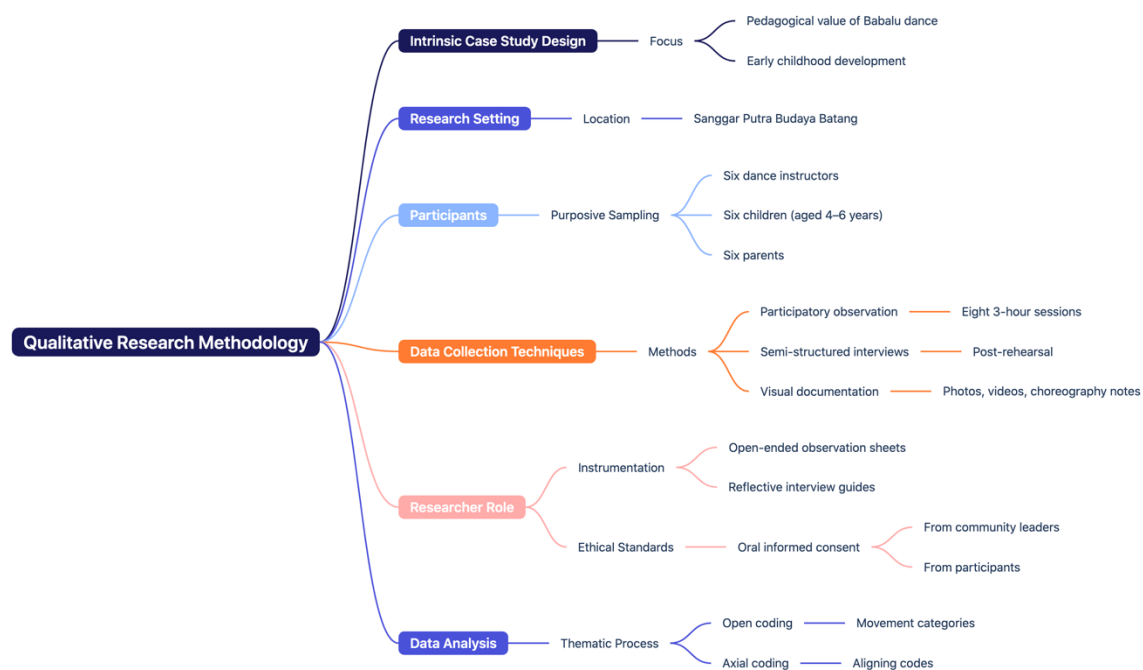 Qualitative Research Methodology
Intrinsic Case Study Design
Focus
Pedagogical value of Babalu dance
Early childhood development
Research Setting
Location
Sanggar Putra Budaya Batang
Participants
Purposive Sampling
Six dance instructors
Six children (aged 4–6 years)
Six parents
Data Collection Techniques
Methods
Participatory observation
Eight 3-hour sessions
Semi-structured interviews
Post-rehearsal
Visual documentation
Photos, videos, choreography notes
Researcher Role
Instrumentation
Open-ended observation sheets
Reflective interview guides
Ethical Standards
Oral informed consent
From community leaders
From participants
Data Analysis
Thematic Process
Open coding
Movement categories
Axial coding
Aligning codes